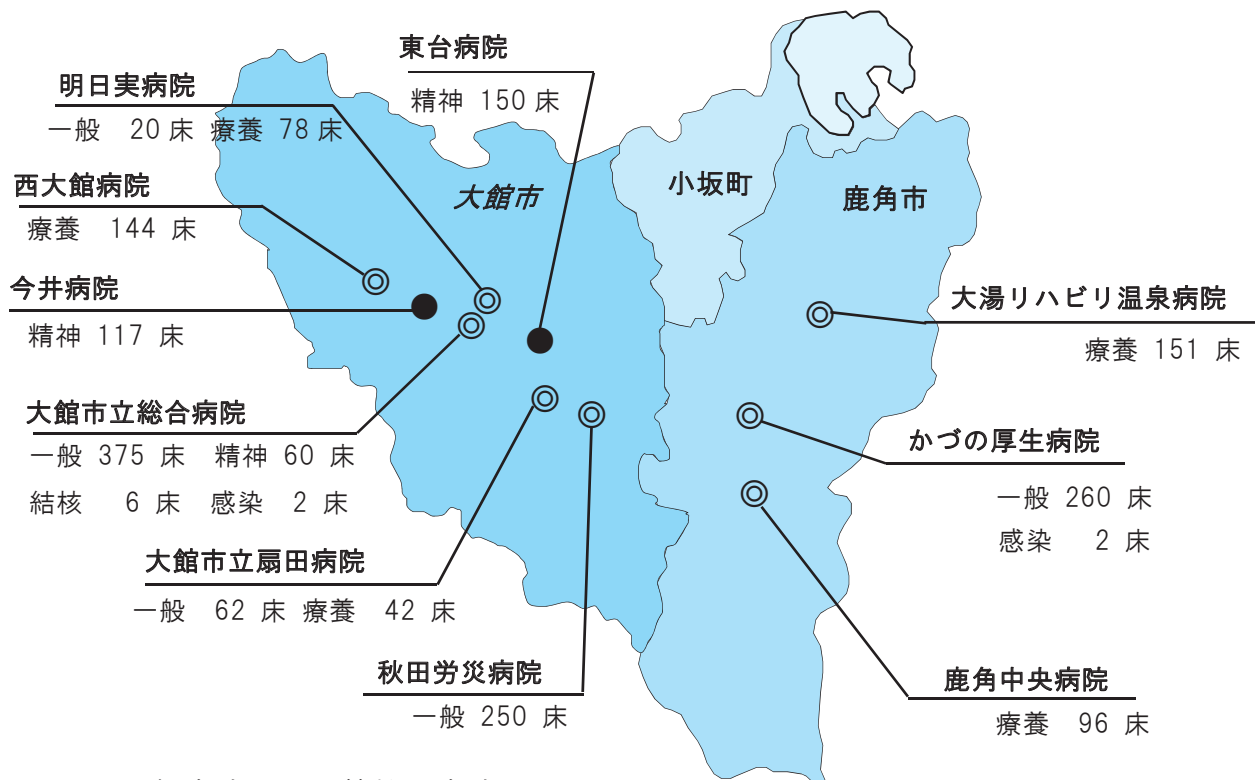 東台病院
精神 150 床
明日実病院
一般 20 床 療養 78 床
西大館病院
療養 144 床
今井病院
精神 117 床
大館市立総合病院
一般 375 床 精神 60 床
結核 6 床 感染 2 床
大館市立扇田病院
一般 62 床 療養 42 床
秋田労災病院
一般 250 床
大館市
小坂町
鹿角市
大湯リハビリ温泉病院
療養 151 床
かづの厚生病院
一般 260 床
感染 2 床
鹿角中央病院
療養 96 床